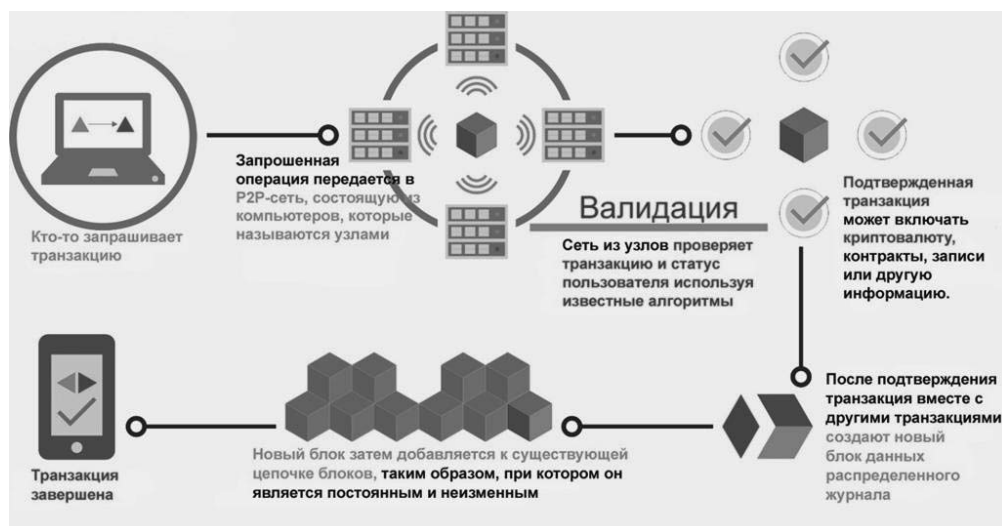 Кто-то запрашивает
транзакцию
Запрошенная
операция передается в
P2P-сеть, состоящую из
компьютеров, которые
называются узлами
Валидация
Сеть из узлов проверяет
транзакцию и статус
пользователя используя
известные алгоритмы
Подтвержденная
транзакция
может включать
криптовалюту,
контракты, записи
или другую
информацию.
После подтверждения
транзакция вместе с
другими транзакциями
создают новый
блок данных
распределенного
журнала
Новый блок затем добавляется к существующей
цепочке блоков, таким образом, при котором он
является постоянным и неизменным
Транзакция
завершена